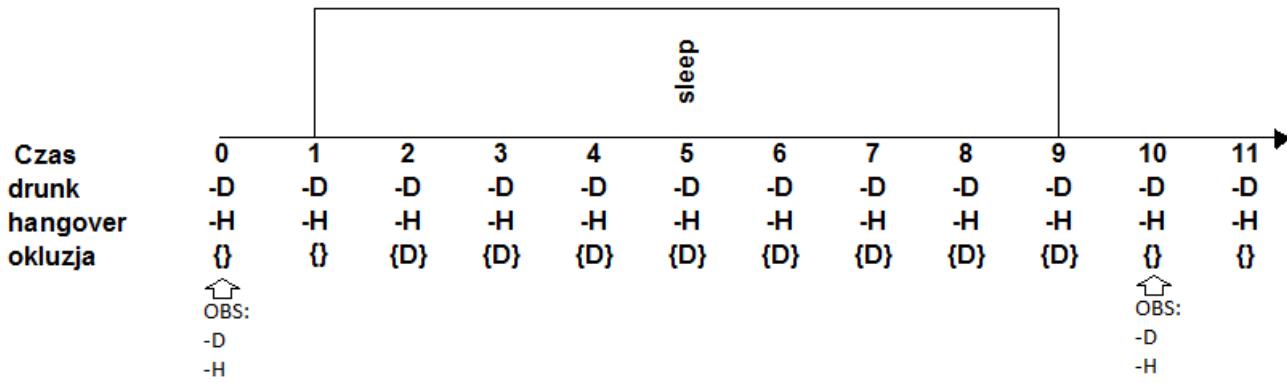 sleep
Czas 0 1 2 3 4 5 6 7 8 9 10 11
drunk -D -D -D -D -D -D -D -D -D -D -D -D
hangover -H -H -H -H -H -H -H -H -H -H -H -H
okluzja {} {} {D} {D} {D} {D} {D} {D} {D} {D} {} {}
OBS: OBS:
-D -D
-H -H